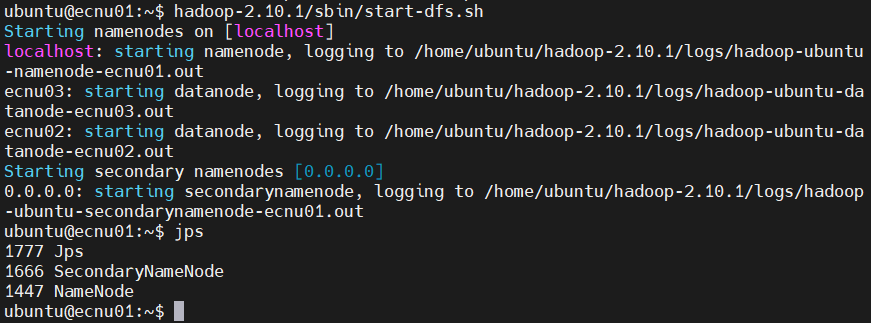 ubuntu@ecnu01:~$ hadoop-2.10.1/sbin/start-dfs.sh
Starting namenodes on [localhost]
localhost: starting namenode, logging to /home/ubuntu/hadoop-2.10.1/logs/hadoop-ubuntu
-namenode-ecnu01.out
ecnu03: starting datanode, logging to /home/ubuntu/hadoop-2.10.1/logs/hadoop-ubuntu-da
tanode-ecnu03.out
ecnu02: starting datanode, logging to /home/ubuntu/hadoop-2.10.1/logs/hadoop-ubuntu-da
tanode-ecnu02.out
Starting secondary namenodes [0.0.0.0]
0.0.0.0: starting secondarynamenode, logging to /home/ubuntu/hadoop-2.10.1/logs/hadoop
-ubuntu-secondarynamenode-ecnu01.out
ubuntu@ecnu01:~$ jps
1777 Jps
1666 SecondaryNameNode
1447 NameNode
ubuntu@ecnu01:~$